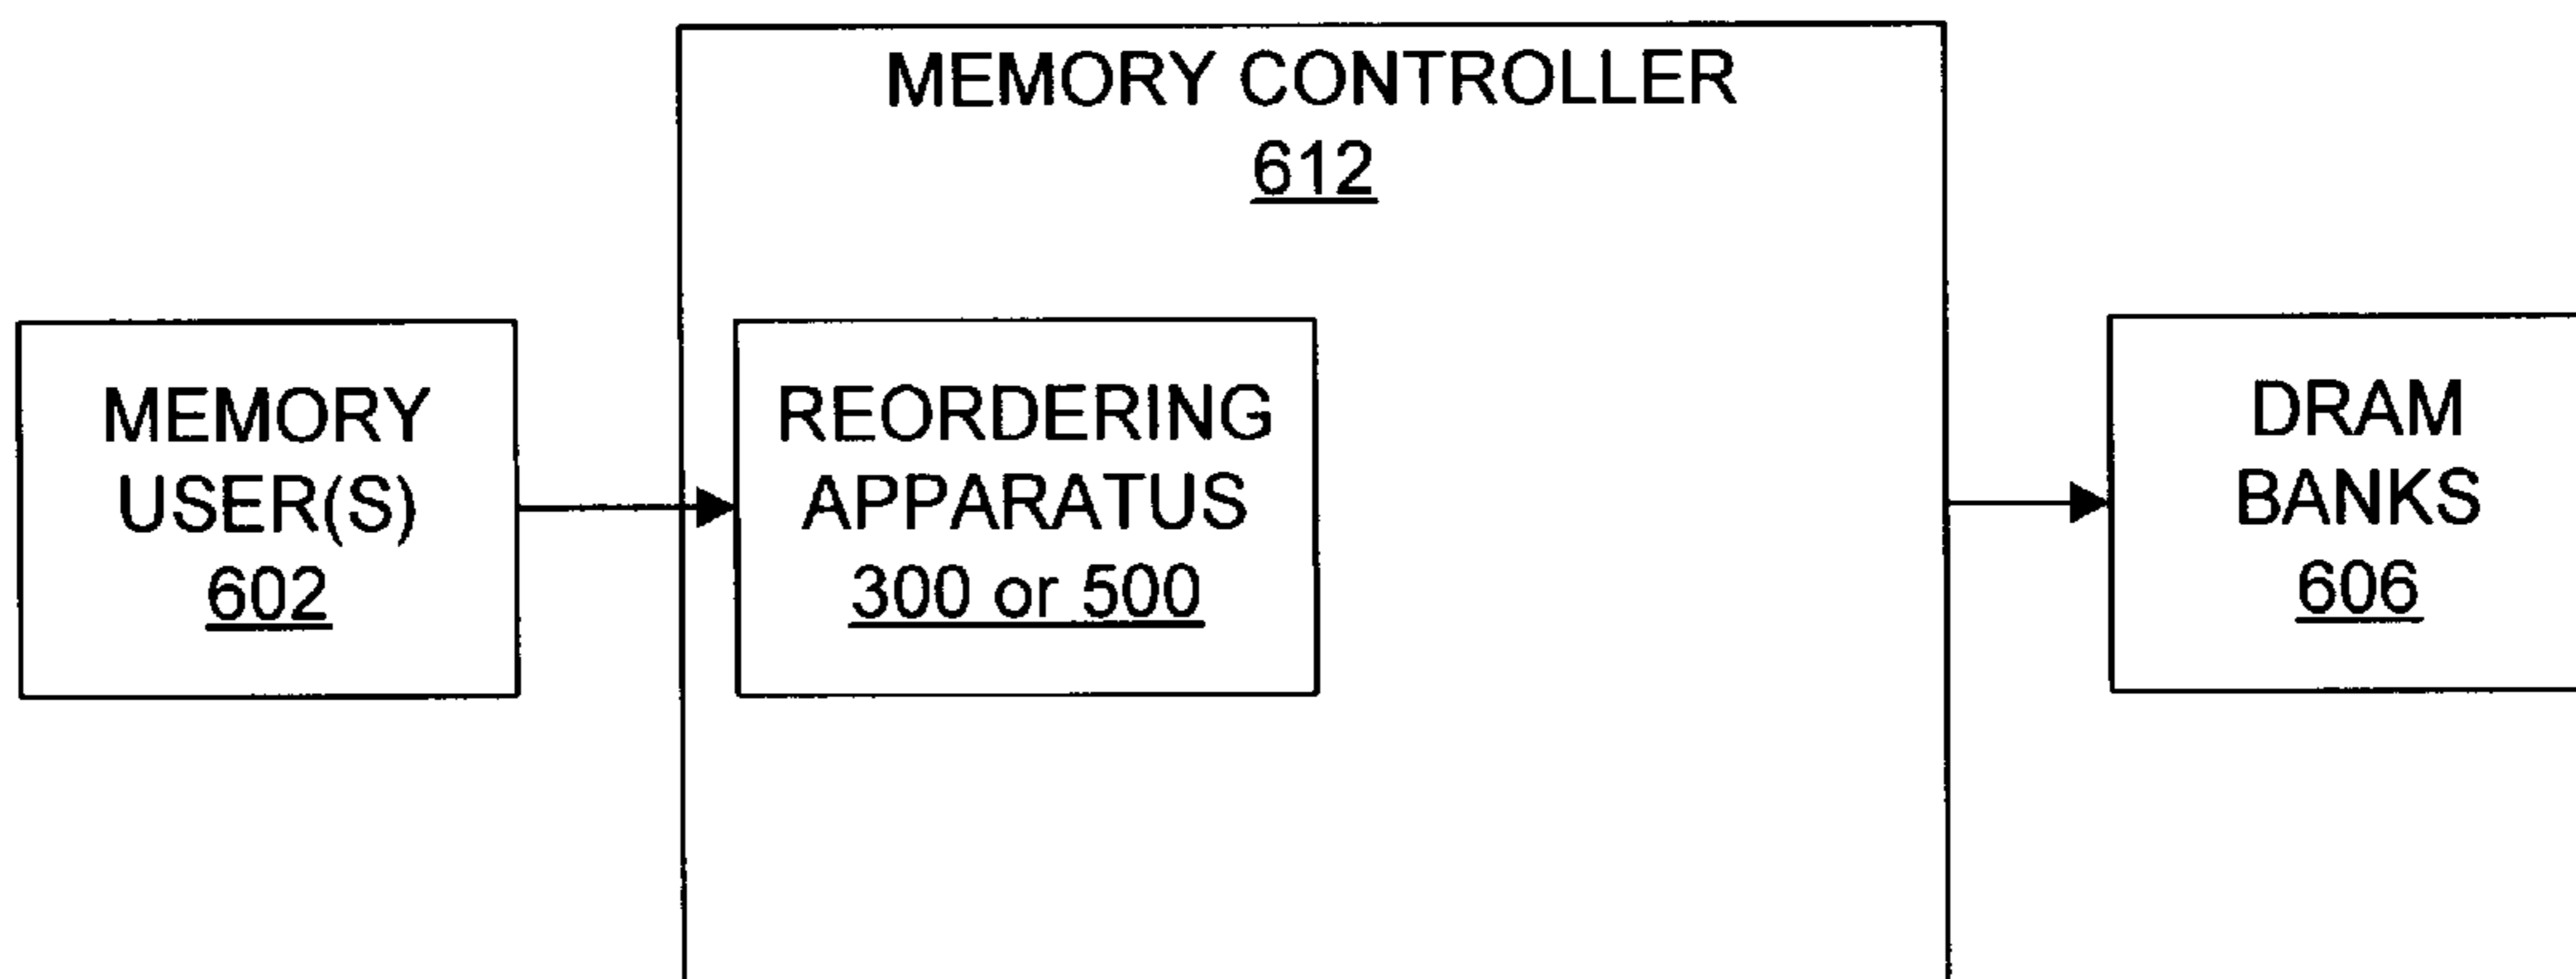 MEMORY CONTROLLER
612
MEMORY
USER(S)
602
REORDERING
APPARATUS
300 or 500
DRAM
BANKS
606